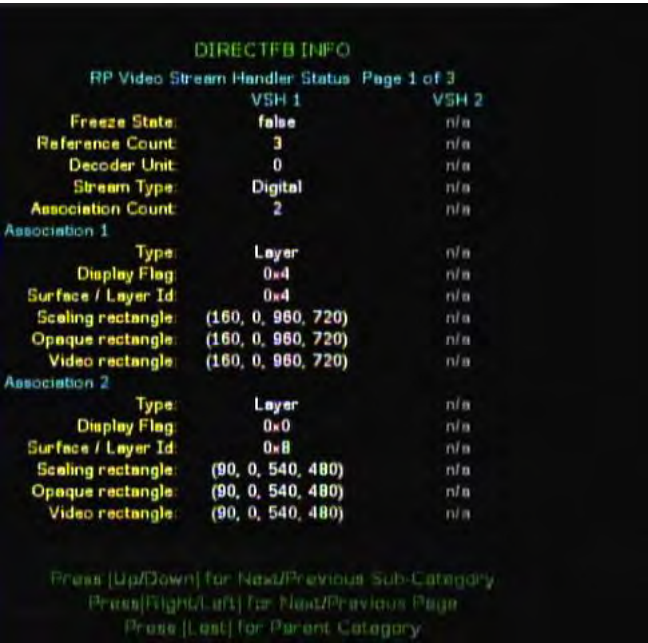 DIRECTFB INFO
RP Video Stream Handler Status Page 1 of 3
VSH 1 VSH 2
Freeze State: false n/a
Reference Count: 3 n/a
Decoder Unit: 0 n/a
Stream Type: Digital n/a
Association Count: 2 n/a
Association 1
Type: Layer n/a
Display Flag: 0x4 n/a
Surface / Layer Id: 0x4 n/a
Scaling rectangle: (160, 0, 960, 720) n/a
Opaque rectangle: (160, 0, 960, 720) n/a
Video rectangle: (160, 0, 960, 720) n/a
Association 2
Type: Layer n/a
Display Flag: 0x0 n/a
Surface / Layer Id: 0x8 n/a
Scaling rectangle: (90, 0, 540, 480) n/a
Opaque rectangle: (90, 0, 540, 480) n/a
Video rectangle: (90, 0, 540, 480) n/a
Press [Up/Down] for Next/Previous Sub-Category
Press[Right/Left] for Next/Previous Page
Press [Last] for Parent Category